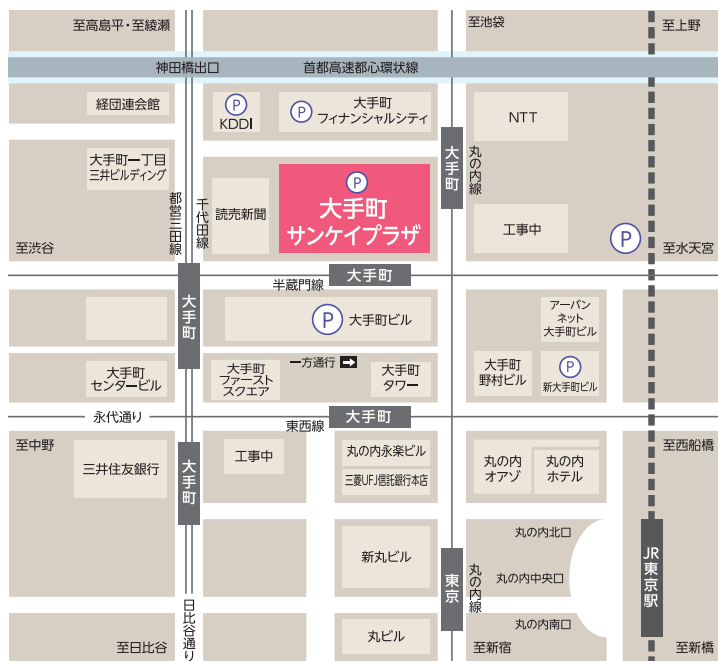 至高島平・至綾瀬
至池袋
至上野
神田橋出口
首都高速都心環状線
経団連会館
P
KDDI
P
大手町
フィナンシャルシティ
NTT
大手町一丁目
三井ビルディング
大手町
丸の内線
都営三田線
千代田線
読売新聞
P
大手町
サンケイプラザ
工事中
P
至渋谷
至水天宮
大手町
半蔵門線
大手町
P
大手町ビル
アーバン
ネット
大手町ビル
大手町
センタービル
大手町
ファースト
スクエア
一方通行
大手町
タワー
大手町
野村ビル
P
新大手町ビル
永代通り
大手町
東西線
至中野
三井住友銀行
大手町
工事中
丸の内永楽ビル
三菱UFJ信託銀行本店
丸の内
オアゾ
丸の内
ホテル
至西船橋
新丸ビル
東京
丸の内線
丸の内北口
丸の内中央口
丸の内南口
JR東京駅
日比谷通り
丸ビル
至日比谷
至新宿
至新橋